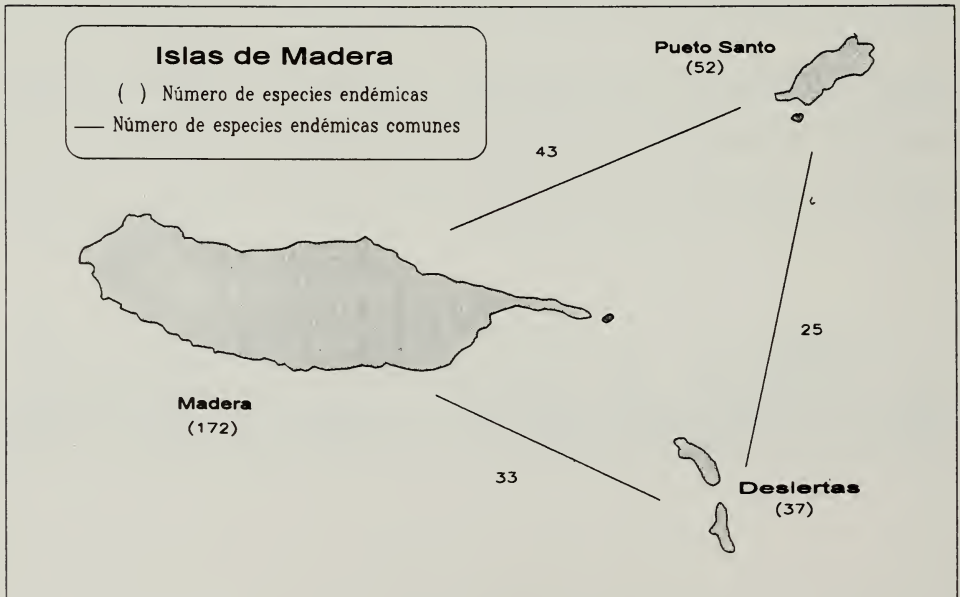 Islas de Madera
( ) Número de especies endémicas
— Número de especies endémicas comunes
Pueto Santo
(52)
43
25
Madera
(172)
33
Desiertas
(37)